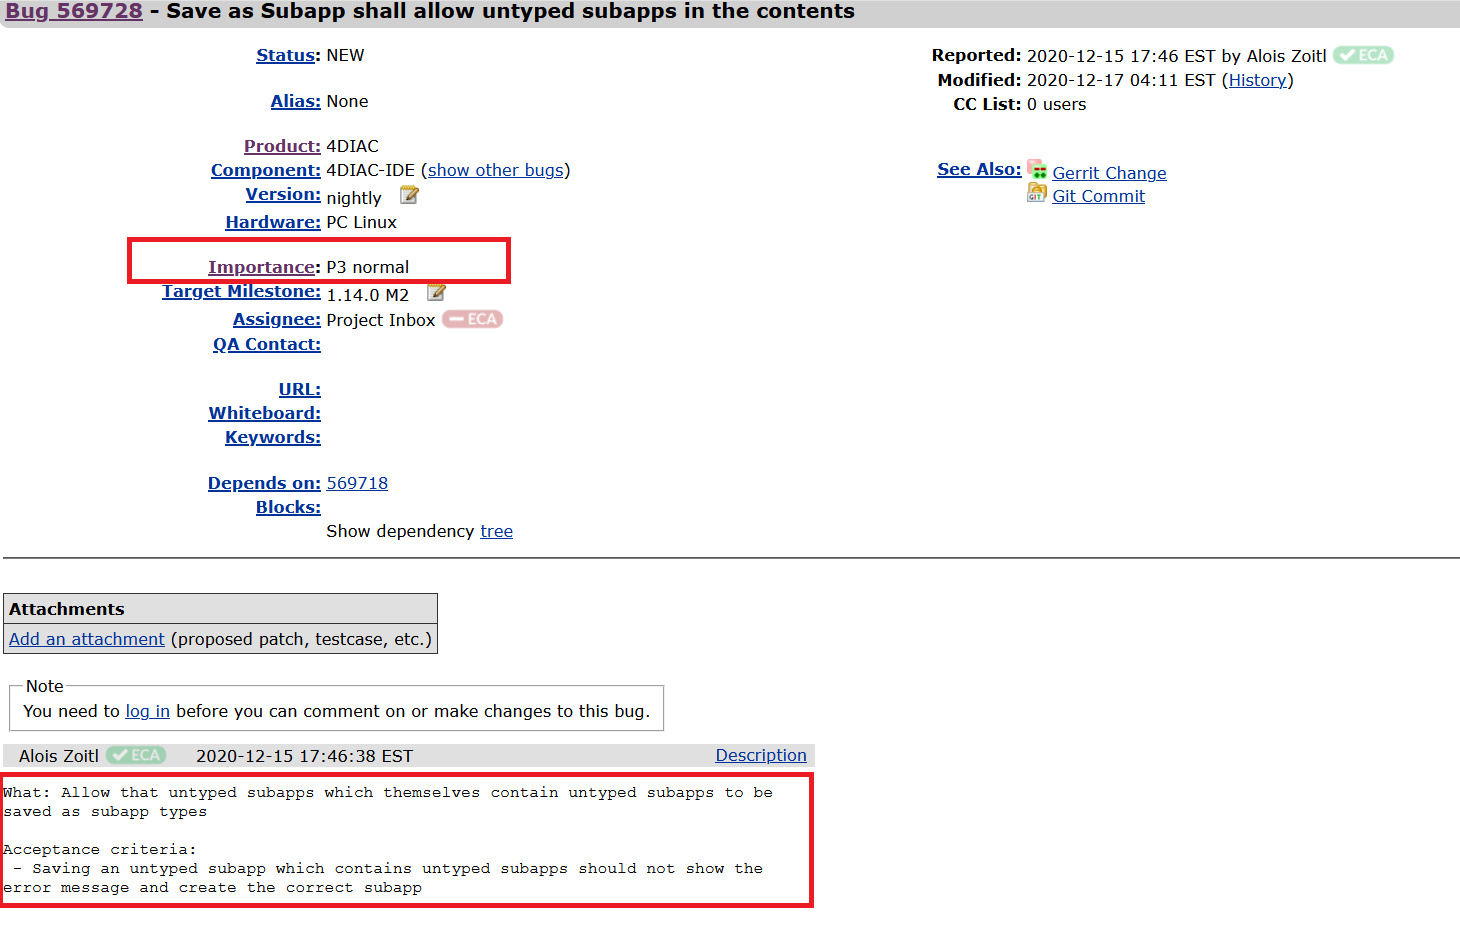 Bug 569728 - Save as Subapp shall allow untyped subapps in the contents
Status: NEW
Alias: None
Product: 4DIAC
Component: 4DIAC-IDE (show other bugs)
Version: nightly
Hardware: PC Linux
Importance: P3 normal
Target Milestone: 1.14.0 M2
Assignee: Project Inbox ECA
QA Contact:
URL:
Whiteboard:
Keywords:
Depends on: 569718
Blocks:
Show dependency tree
Reported: 2020-12-15 17:46 EST by Alois Zoitl ECA
Modified: 2020-12-17 04:11 EST (History)
CC List: 0 users
See Also: Gerrit Change
GIT Git Commit
Attachments
Add an attachment (proposed patch, testcase, etc.)
Note
You need to log in before you can comment on or make changes to this bug.
Alois Zoitl ECA 2020-12-15 17:46:38 EST Description
What: Allow that untyped subapps which themselves contain untyped subapps to be
saved as subapp types
Acceptance criteria:
- Saving an untyped subapp which contains untyped subapps should not show the
error message and create the correct subapp